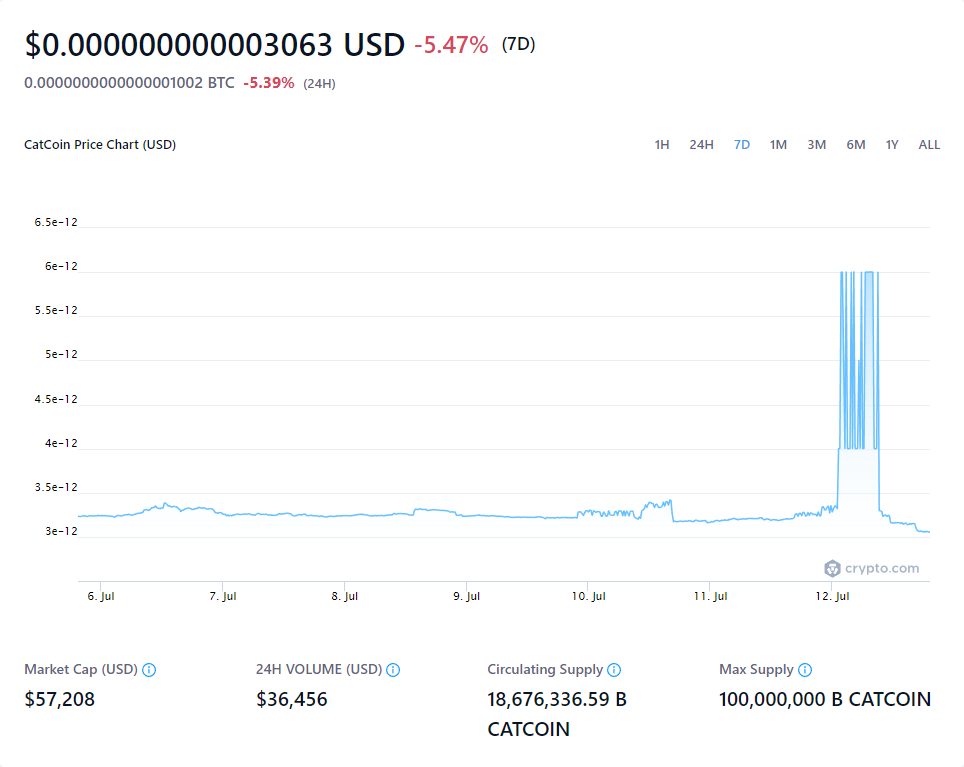 $0.000000000003063 USD -5.47% (7D)
0.0000000000000001002 BTC -5.39% (24H)
CatCoin Price Chart (USD) 1H 24H 7D 1M 3M 6M 1Y ALL
6.5e-12
6e-12
5.5e-12
5e-12
4.5e-12
4e-12
3.5e-12
3e-12
crypto.com
6. Jul 7. Jul 8. Jul 9. Jul 10. Jul 11. Jul 12. Jul
Market Cap (USD) 24H VOLUME (USD) Circulating Supply Max Supply
$57,208 $36,456 18,676,336.59 B 100,000,000 B CATCOIN
CATCOIN